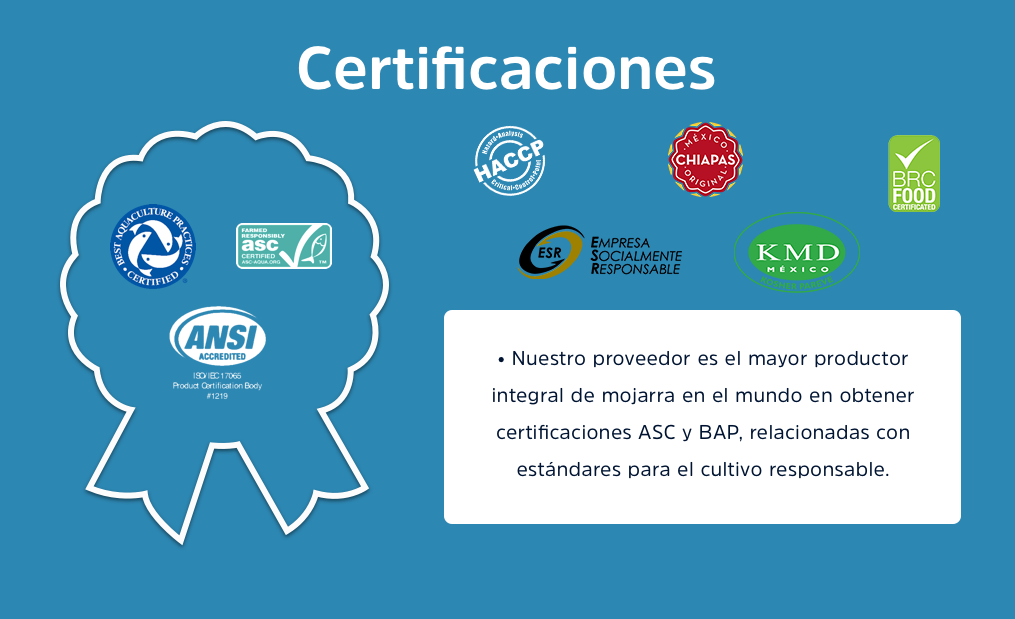 Certificaciones
BEST AQUACULTURE PRACTICES
• CERTIFIED •
FARMED
RESPONSIBLY
asc
CERTIFIED
ASC-AQUA.ORG
TM
ANSI
ACCREDITED
ISO/IEC 17065
Product Certification Body
#1219
Hazard•Analysis
HACCP
Critical•Control•Point
MÉXICO
CHIAPAS
ORIGINAL
BRC
FOOD
CERTIFICATED
ESR
EMPRESA
SOCIALMENTE
RESPONSABLE
KMD
MÉXICO
KOSHER PAREVE
• Nuestro proveedor es el mayor productor
integral de mojarra en el mundo en obtener
certificaciones ASC y BAP, relacionadas con
estándares para el cultivo responsable.